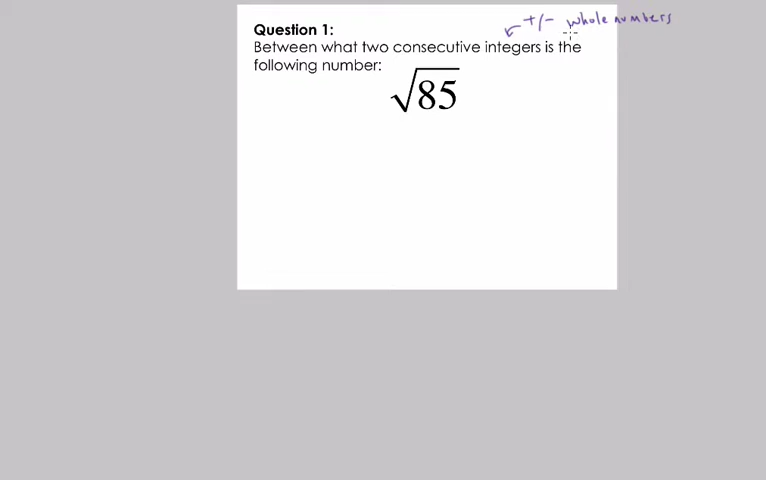 +/- whole numbers
Question 1:
Between what two consecutive integers is the
following number:
√85